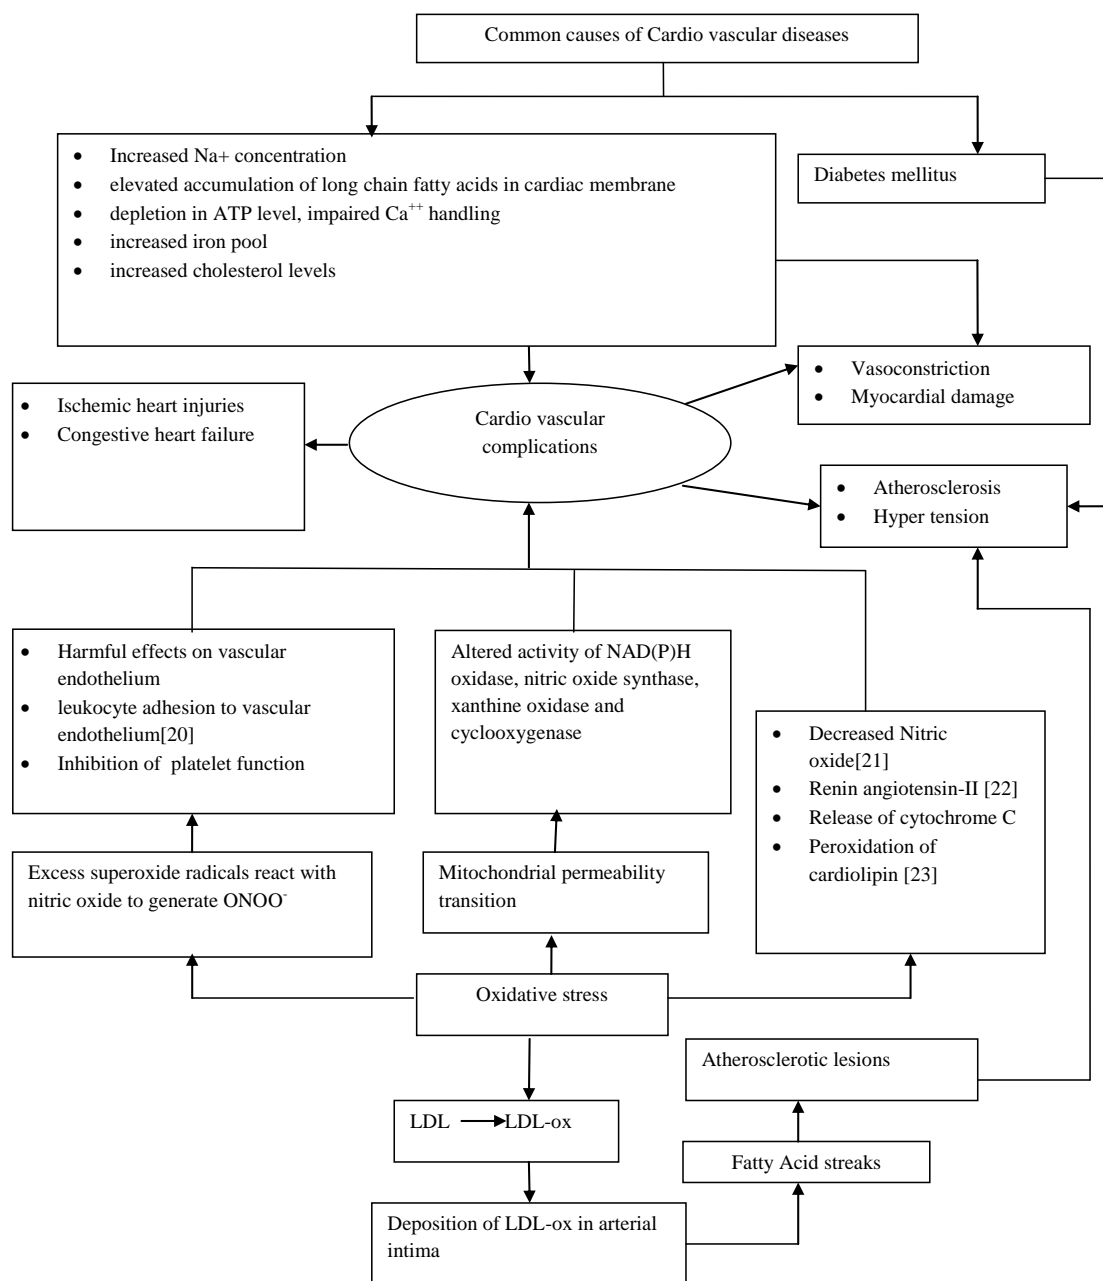 Common causes of Cardio vascular diseases
• Increased Na+ concentration
• elevated accumulation of long chain fatty acids in cardiac membrane
• depletion in ATP level, impaired Ca⁺⁺ handling
• increased iron pool
• increased cholesterol levels
Diabetes mellitus
• Vasoconstriction
• Myocardial damage
• Ischemic heart injuries
• Congestive heart failure
Cardio vascular
complications
• Atherosclerosis
• Hyper tension
• Harmful effects on vascular
endothelium
• leukocyte adhesion to vascular
endothelium[20]
• Inhibition of platelet function
Altered activity of NAD(P)H
oxidase, nitric oxide synthase,
xanthine oxidase and
cyclooxygenase
• Decreased Nitric
oxide[21]
• Renin angiotensin-II [22]
• Release of cytochrome C
• Peroxidation of
cardiolipin [23]
Excess superoxide radicals react with
nitric oxide to generate ONOO⁻
Mitochondrial permeability
transition
Oxidative stress
Atherosclerotic lesions
LDL → LDL-ox
Fatty Acid streaks
Deposition of LDL-ox in arterial
intima